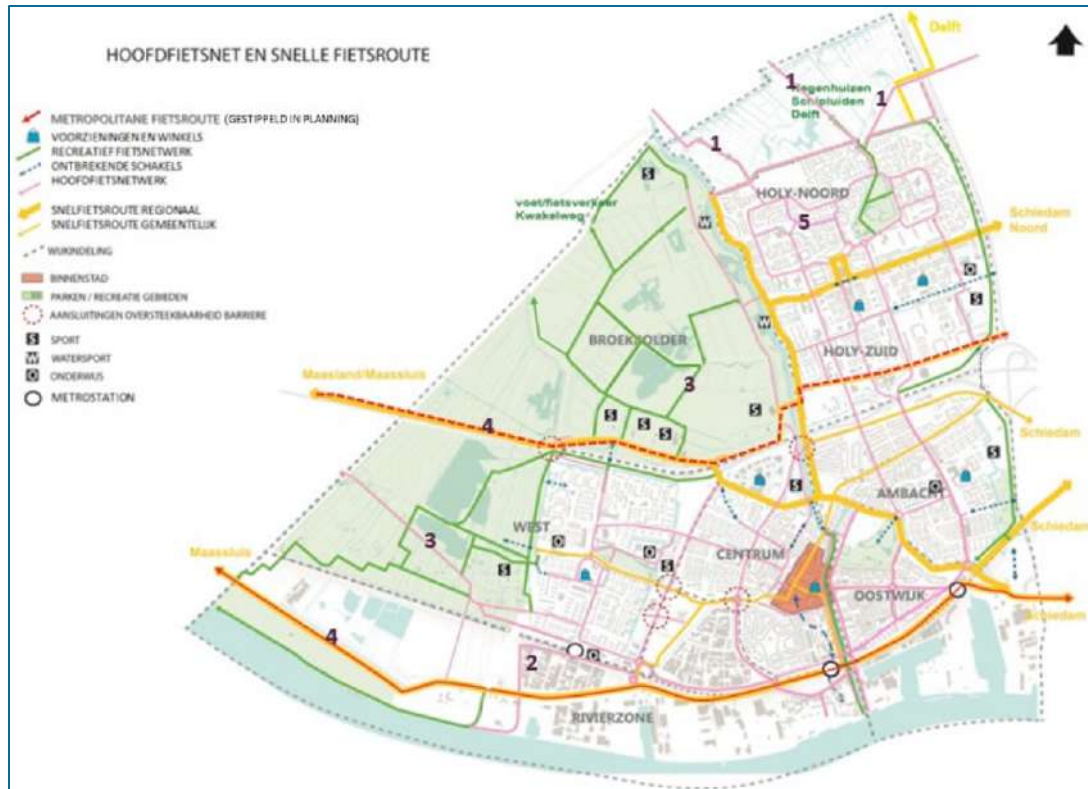 HOOFDFIETSNET EN SNELLE FIETSROUTE
METROPOLITANE FIETSROUTE (GESTIPPELD IN PLANNING)
VOORZIENINGEN EN WINKELS
RECREATIEF FIETSNETWERK
ONTBREKENDE SCHAKELS
HOOFDFIETSNETWERK
SNELFIETSROUTE REGIONAAL
SNELFIETSROUTE GEMEENTELIJK
WIJKINDELING
BINNENSTAD
PARKEN / RECREATIE GEBIEDEN
AANSLUITINGEN OVERSTEEKBAARHEID BARRIERE
S SPORT
W WATERSPORT
O ONDERWIJS
METROSTATION
Delft
1
Schipluiden
Delft
1
1
S
HOLY-NOORD
voet/fietsverkeer
Kwakelweg
5
W
Schiedam
Noord
O
S
W
BROEKPOLDER
HOLY-ZUID
Maasland/Maassluis
3
S
S
S
S
4
Schiedam
S
S
AMBACHT
O
WEST
O
CENTRUM
Schiedam
3
O
S
S
Maassluis
OOSTWIJK
Schiedam
4
2
O
RIVIERZONE